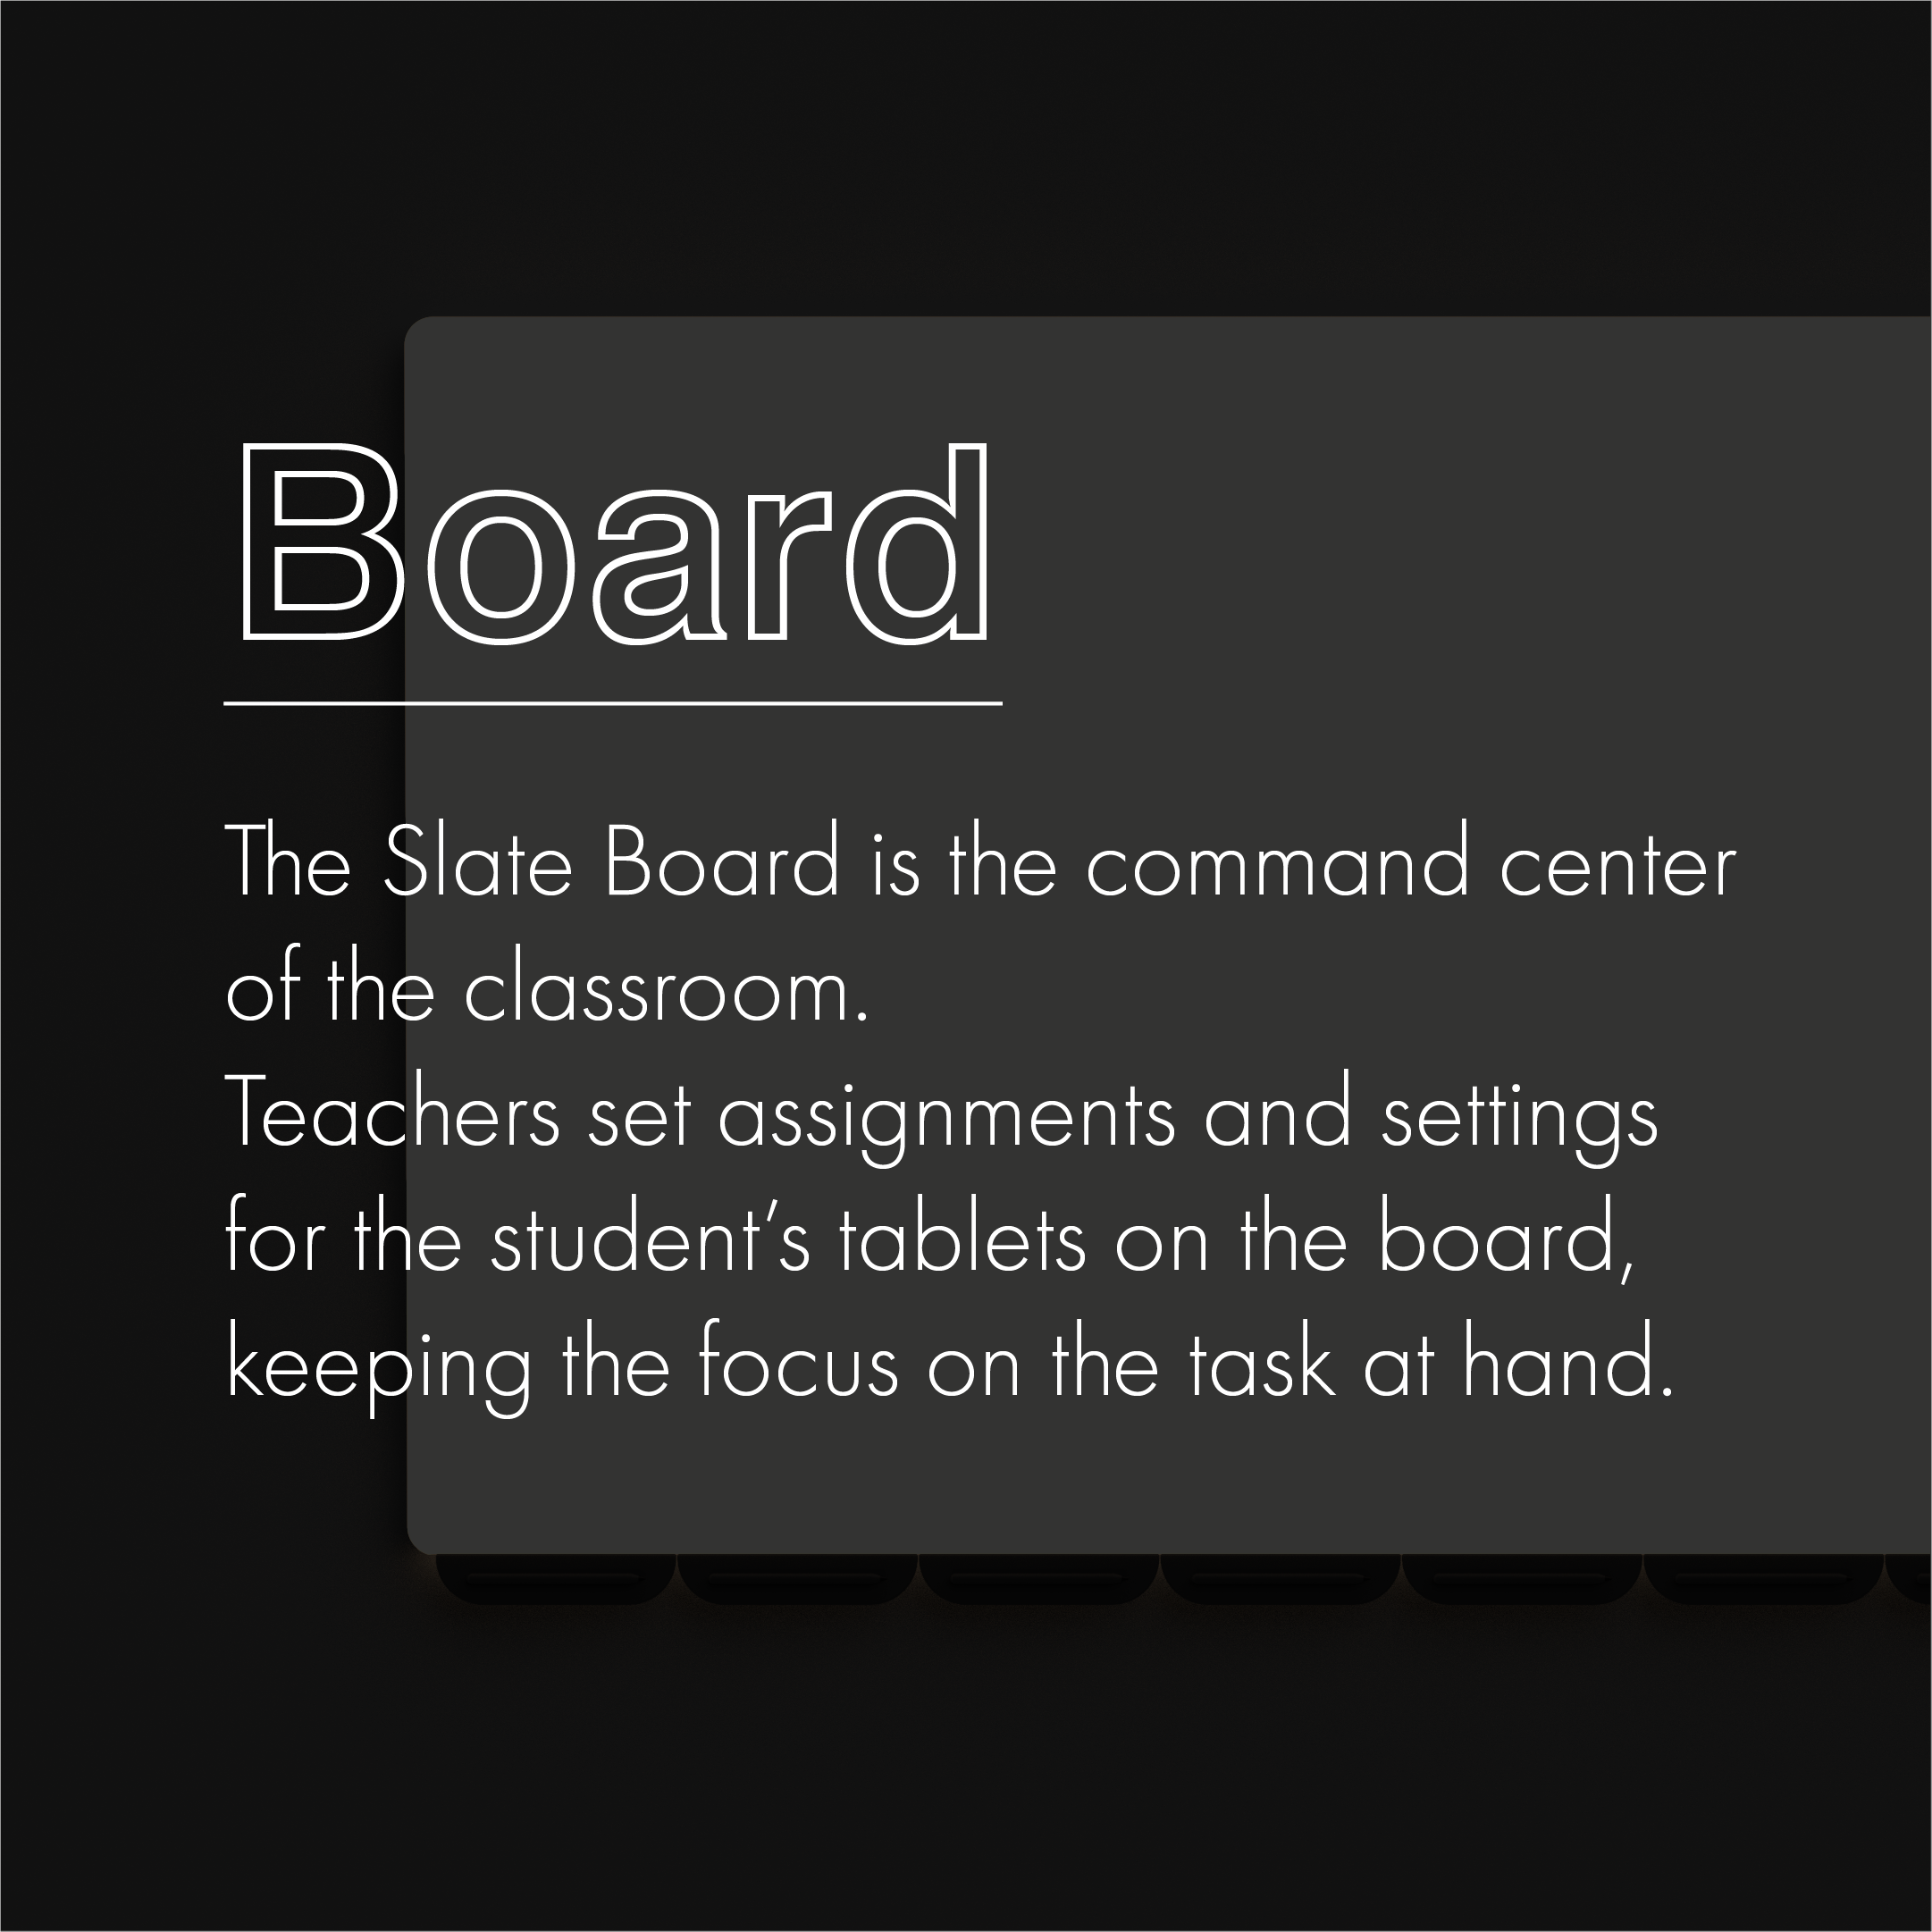 Board
The Slate Board is the command center
of the classroom.
Teachers set assignments and settings
for the student’s tablets on the board,
keeping the focus on the task at hand.